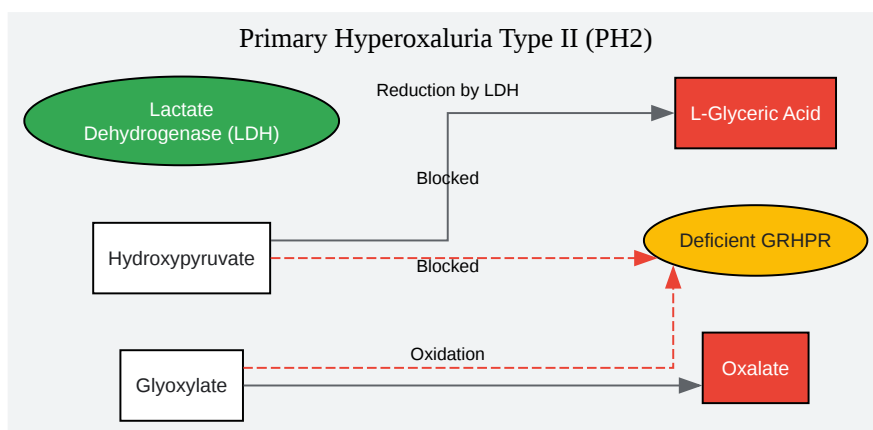 Primary Hyperoxaluria Type II (PH2)
Lactate
Dehydrogenase (LDH)
Reduction by LDH
L-Glyceric Acid
Blocked
Hydroxypyruvate
Deficient GRHPR
Blocked
Oxidation
Glyoxylate
Oxalate